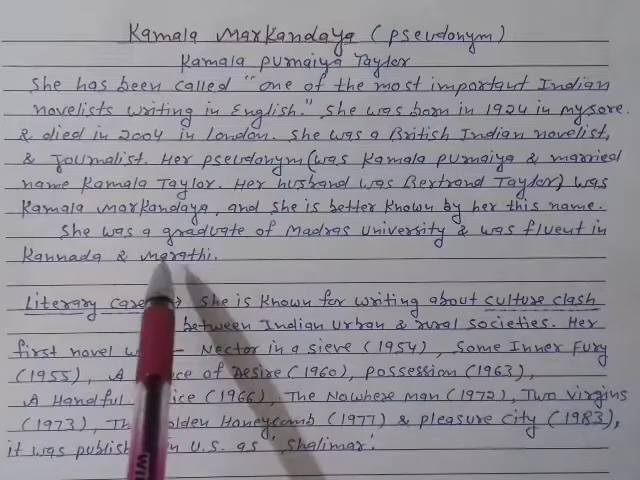 Kamala Markandaya (pseudonym)
Kamala Purnaiya Taylor
She has been called "one of the most important Indian
novelists writing in English." She was born in 1924 in mysore.
& died in 2004 in London. She was a British Indian novelist,
& Journalist. Her pseudonym (was Kamala Purnaiya & married
name Kamala Taylor. Her husband was Bertrand Taylor) was
Kamala Markandaya, and she is better known by her this name.
She was a graduate of Madras University & was fluent in
Kannada & Marathi.
Literary → She is known for writing about culture clash
between Indian urban & rural societies. Her
first novel - Nector in a sieve (1954), Some Inner Fury
(1955), A of Desire (1960), Possession (1963),
A Handful (1966), The Nowhere man (1972), Two Virgins
(1973), Honeycomb (1977) & pleasure city (1983),
it was in U.S. as 'Shalimar'.